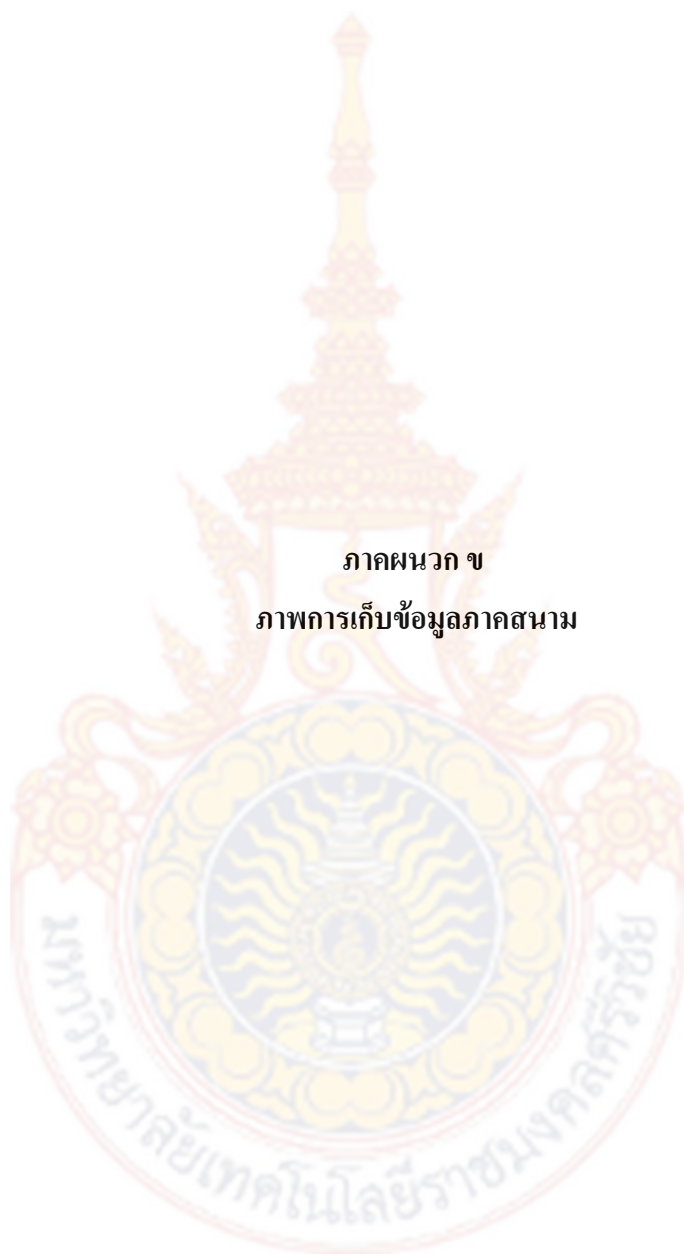 ภาคผนวก ข
ภาพการเก็บข้อมูลภาคสนาม
มหาวิทยาลัยเทคโนโลยีราชมงคลศรีวิชัย